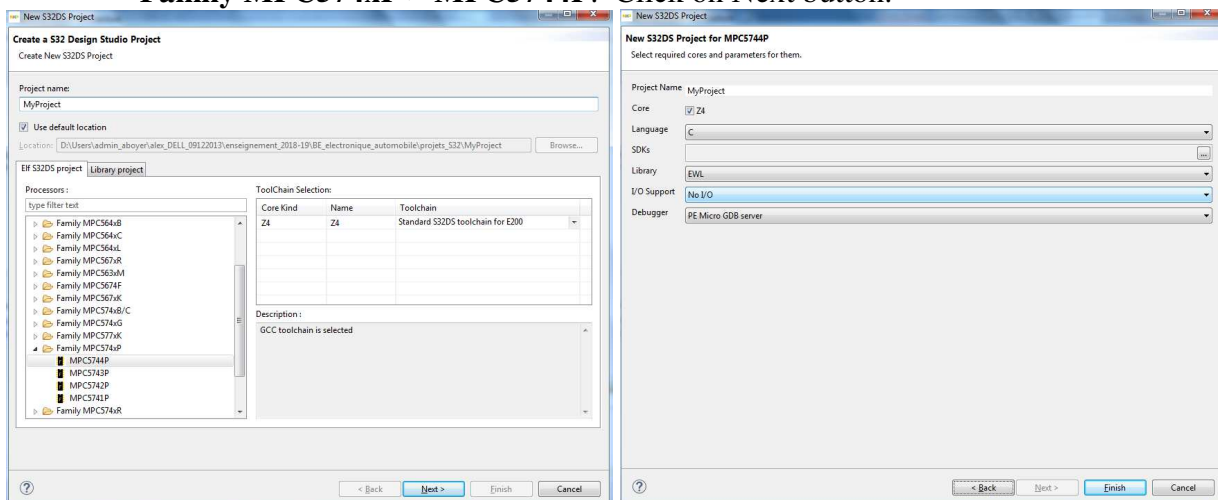 Family MPC574xP > MPC5744P. Click on Next button.
New S32DS Project
Create a S32 Design Studio Project
Create New S32DS Project
Project name:
MyProject
Use default location
Location: D:\Users\admin_aboyer\alex_DELL_09122013\enseignement_2018-19\BE_electronique_automobile\projets_S32\MyProject Browse...
Elf S32DS project Library project
Processors :
type filter text
Family MPC564xB
Family MPC564xC
Family MPC564xL
Family MPC567xR
Family MPC563xM
Family MPC5674F
Family MPC567xK
Family MPC574xB/C
Family MPC574xG
Family MPC577xK
Family MPC574xP
MPC5744P
MPC5743P
MPC5742P
MPC5741P
Family MPC574xR
ToolChain Selection:
Core Kind Name Toolchain
Z4 Z4 Standard S32DS toolchain for E200
Description :
GCC toolchain is selected
< Back Next > Finish Cancel
New S32DS Project
New S32DS Project for MPC5744P
Select required cores and parameters for them.
Project Name MyProject
Core Z4
Language C
SDKs ...
Library EWL
I/O Support No I/O
Debugger PE Micro GDB server
< Back Next > Finish Cancel